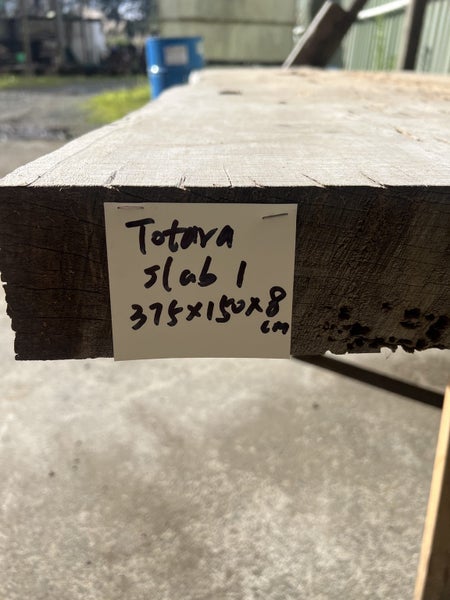 Totara
slab 1
375x150x8
cm